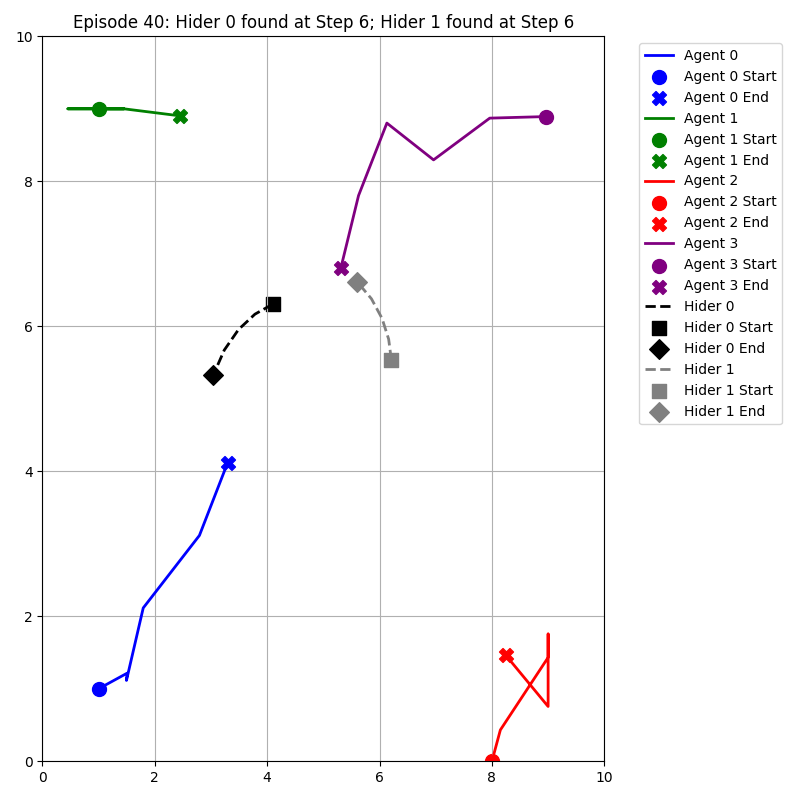 Episode 40: Hider 0 found at Step 6; Hider 1 found at Step 6
10
8
6
4
2
0
0 2 4 6 8 10
Agent 0
Agent 0 Start
Agent 0 End
Agent 1
Agent 1 Start
Agent 1 End
Agent 2
Agent 2 Start
Agent 2 End
Agent 3
Agent 3 Start
Agent 3 End
Hider 0
Hider 0 Start
Hider 0 End
Hider 1
Hider 1 Start
Hider 1 End